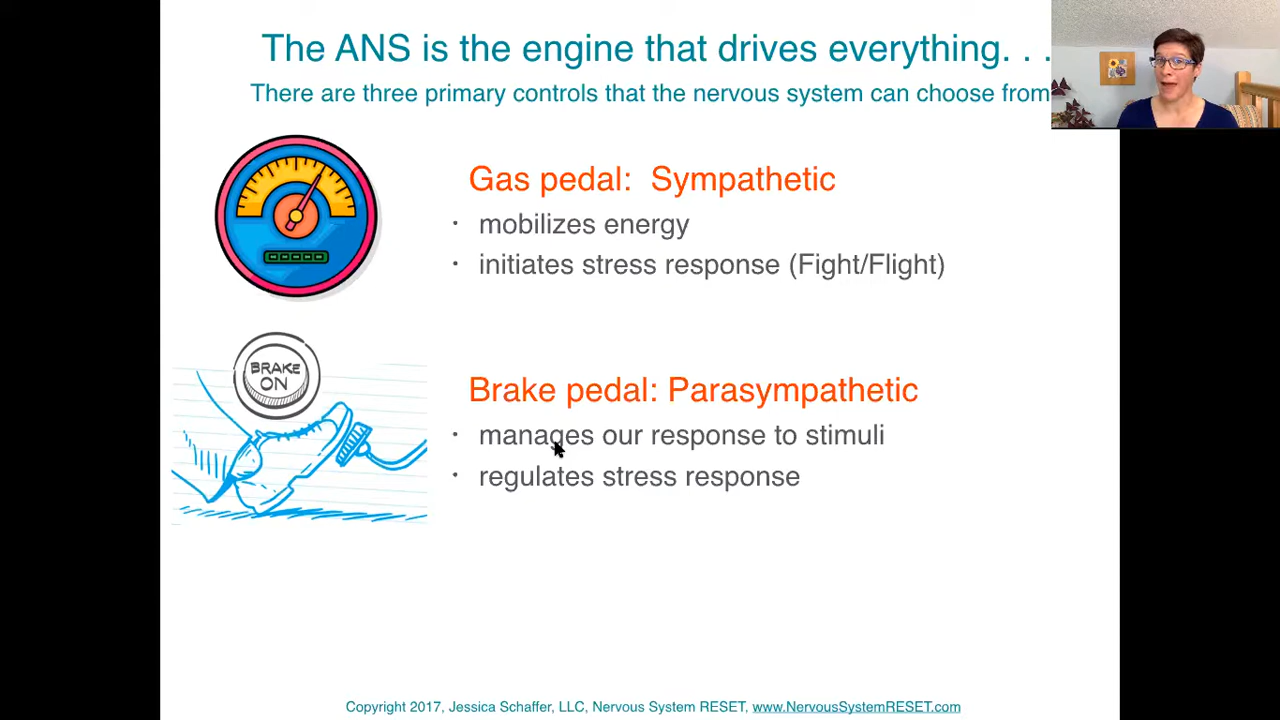 The ANS is the engine that drives everything. . .
There are three primary controls that the nervous system can choose from
Gas pedal: Sympathetic
· mobilizes energy
· initiates stress response (Fight/Flight)
BRAKE
ON
Brake pedal: Parasympathetic
· manages our response to stimuli
· regulates stress response
Copyright 2017, Jessica Schaffer, LLC, Nervous System RESET, www.NervousSystemRESET.com